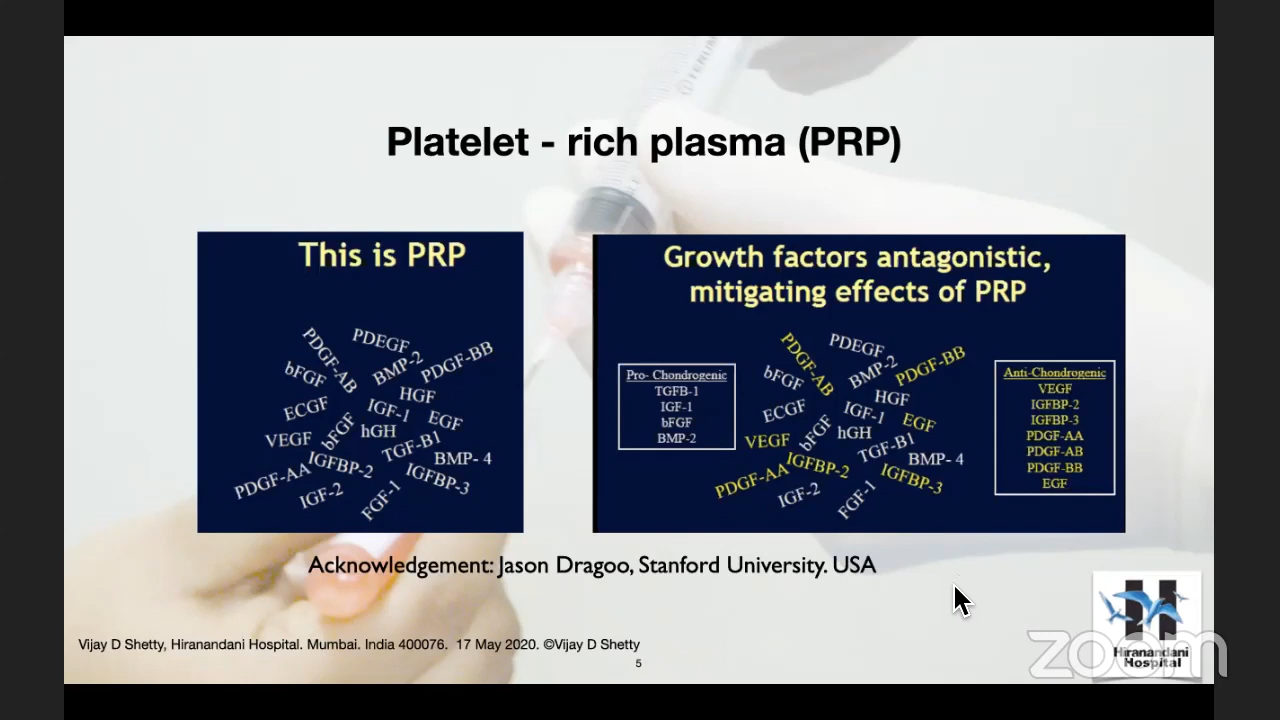 TENUM
Platelet - rich plasma (PRP)
This is PRP
PDGF-AB
PDEGF
bFGF
BMP-2
PDGF-BB
HGF
ECGF
IGF-1
EGF
VEGF
bFGF
hGH
TGF-B1
IGFBP-2
BMP- 4
PDGF-AA
IGFBP-3
IGF-2
FGF-1
Growth factors antagonistic,
mitigating effects of PRP
Pro- Chondrogenic
TGFB-1
IGF-1
bFGF
BMP-2
PDGF-AB
PDEGF
bFGF
BMP-2
PDGF-BB
HGF
ECGF
IGF-1
EGF
VEGF
bFGF
hGH
TGF-B1
IGFBP-2
BMP- 4
PDGF-AA
IGFBP-3
IGF-2
FGF-1
Anti-Chondrogenic
VEGF
IGFBP-2
IGFBP-3
PDGF-AA
PDGF-AB
PDGF-BB
EGF
Acknowledgement: Jason Dragoo, Stanford University. USA
Vijay D Shetty, Hiranandani Hospital. Mumbai. India 400076. 17 May 2020. ©Vijay D Shetty
5
H
Hiranandani
Hospital
zoom